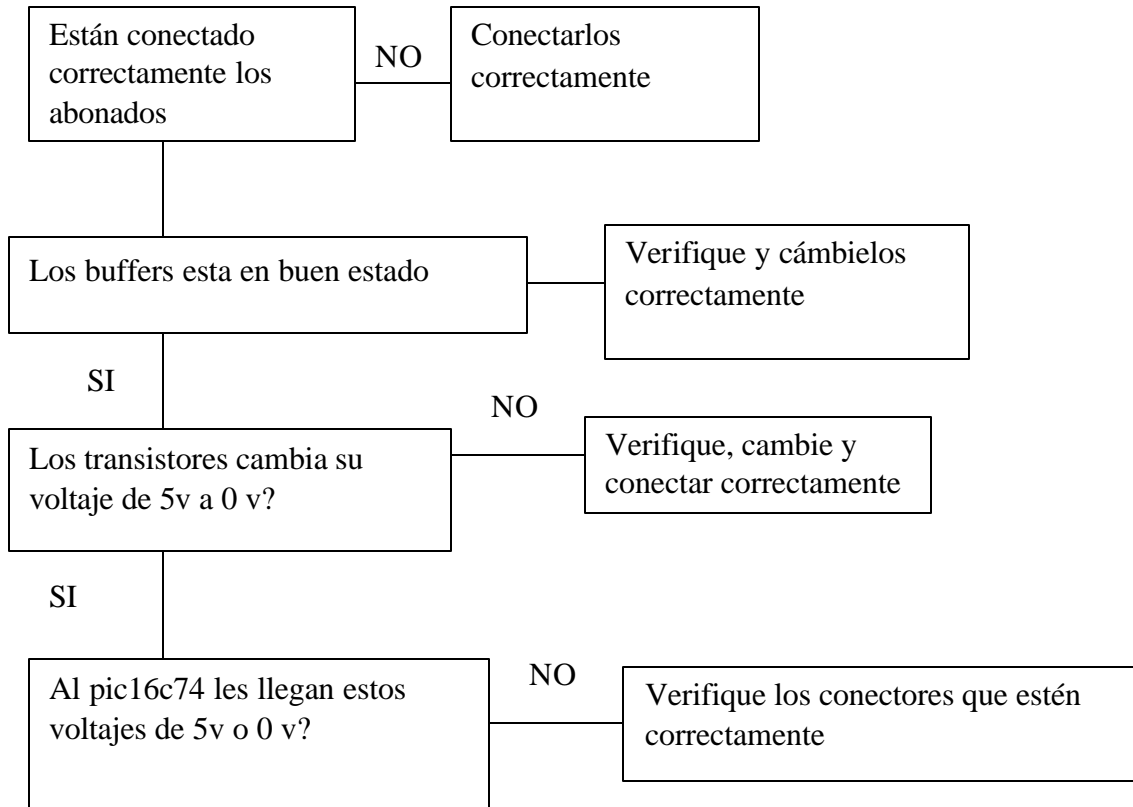 Están conectado
correctamente los
abonados
NO
Conectarlos
correctamente
Los buffers esta en buen estado
Verifique y cámbielos
correctamente
SI
NO
Los transistores cambia su
voltaje de 5v a 0 v?
Verifique, cambie y
conectar correctamente
SI
Al pic16c74 les llegan estos
voltajes de 5v o 0 v?
NO
Verifique los conectores que estén
correctamente